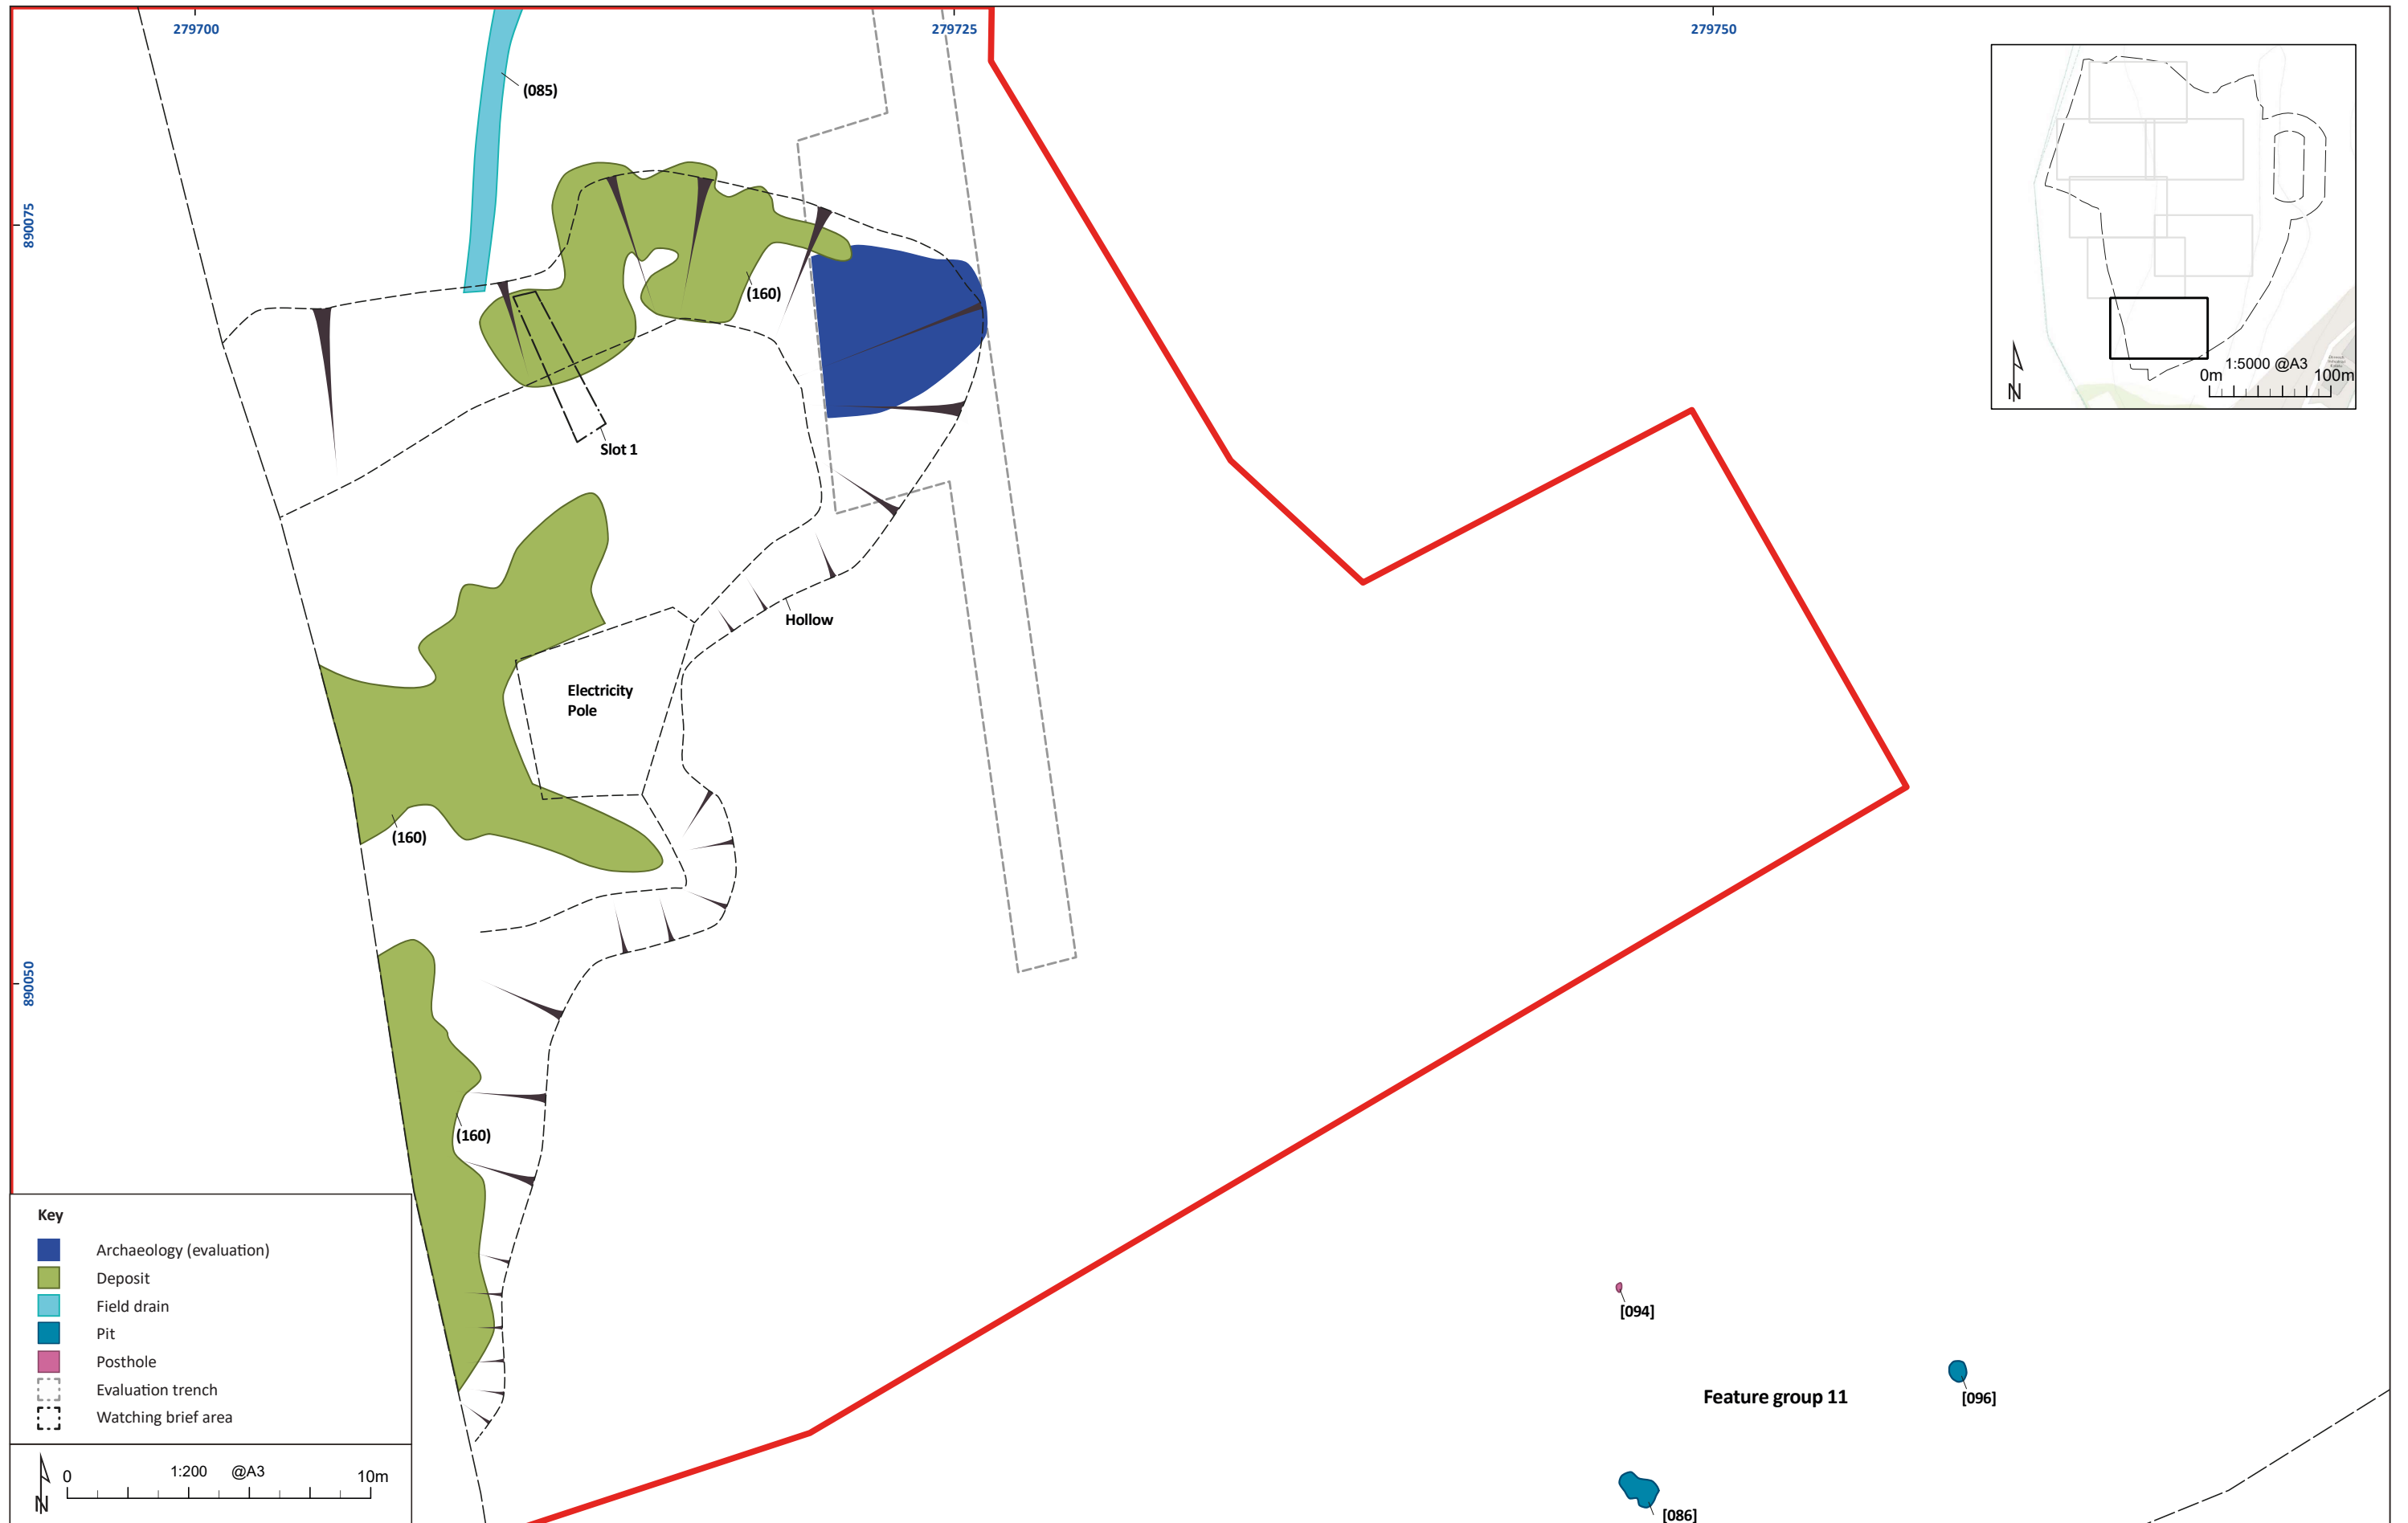 279700
279725
279750
(085)
890075
(160)
1:5000 @A3
0m
100m
N
Slot 1
Hollow
Electricity
Pole
(160)
890050
(160)
Key
Archaeology (evaluation)
Deposit
Field drain
Pit
Posthole
Evaluation trench
Watching brief area
[094]
Feature group 11
[096]
[086]
N
0
1:200 @A3
10m